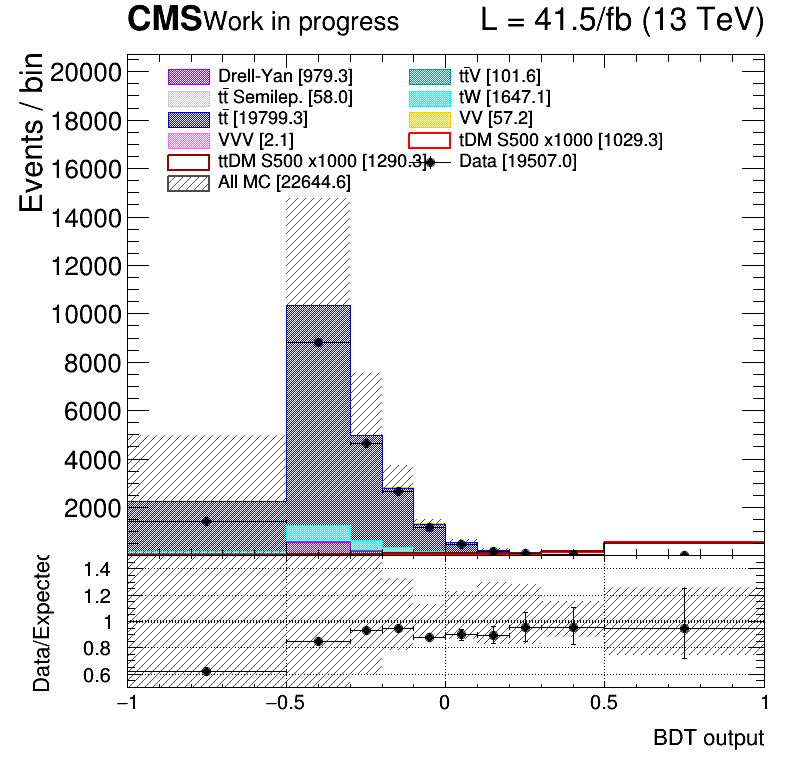 CMS Work in progress L = 41.5/fb (13 TeV)
Events / bin
20000
18000
16000
14000
12000
10000
8000
6000
4000
2000
Drell-Yan [979.3] tt̄V [101.6]
tt̄ Semilep. [58.0] tW [1647.1]
tt̄ [19799.3] VV [57.2]
VVV [2.1] tDM S500 x1000 [1029.3]
ttDM S500 x1000 [1290.3] Data [19507.0]
All MC [22644.6]
Data/Expected
1.4
1.2
1
0.8
0.6
−1 −0.5 0 0.5 1
BDT output